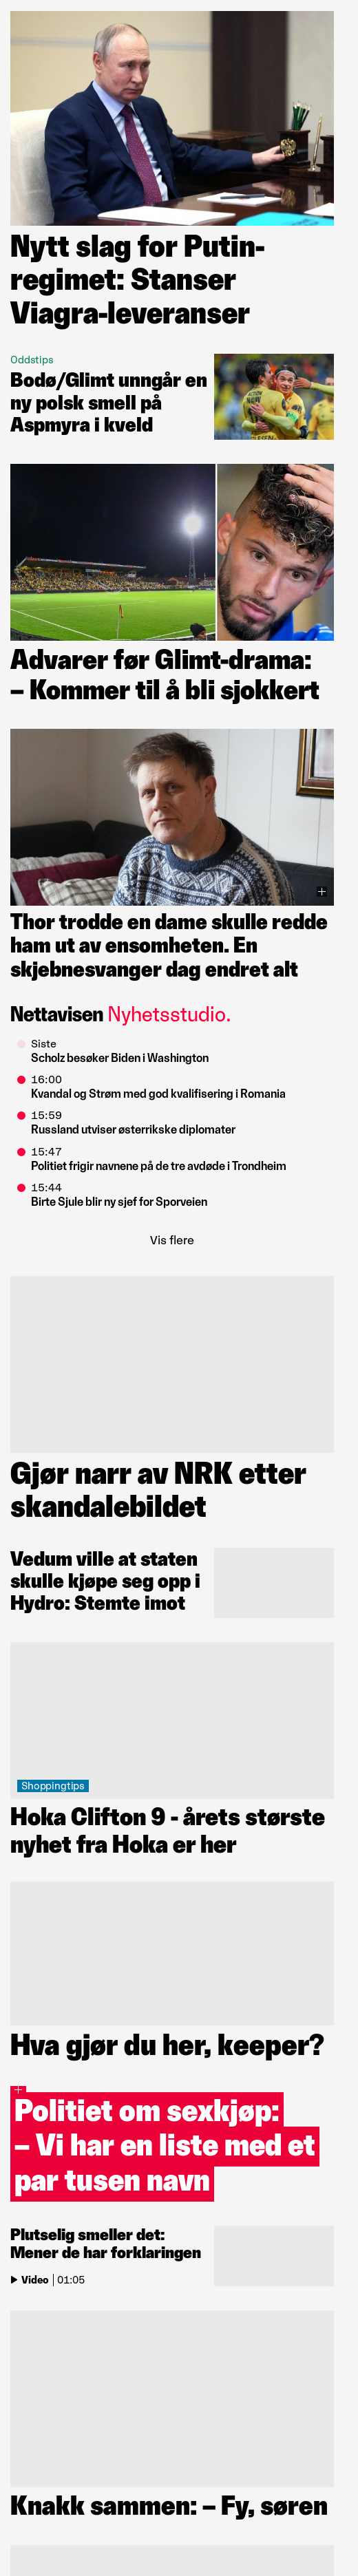 Nytt slag for Putin-
regimet: Stanser
Viagra-leveranser
Oddstips
Bodø/Glimt unngår en
ny polsk smell på
Aspmyra i kveld
Advarer før Glimt-drama:
– Kommer til å bli sjokkert
Thor trodde en dame skulle redde
ham ut av ensomheten. En
skjebnesvanger dag endret alt
Nettavisen Nyhetsstudio.
Siste
Scholz besøker Biden i Washington
16:00
Kvandal og Strøm med god kvalifisering i Romania
15:59
Russland utviser østerrikske diplomater
15:47
Politiet frigir navnene på de tre avdøde i Trondheim
15:44
Birte Sjule blir ny sjef for Sporveien
Vis flere
Gjør narr av NRK etter
skandalebildet
Vedum ville at staten
skulle kjøpe seg opp i
Hydro: Stemte imot
Shoppingtips
Hoka Clifton 9 - årets største
nyhet fra Hoka er her
Hva gjør du her, keeper?
Politiet om sexkjøp:
– Vi har en liste med et
par tusen navn
Plutselig smeller det:
Mener de har forklaringen
Video | 01:05
Knakk sammen: – Fy, søren